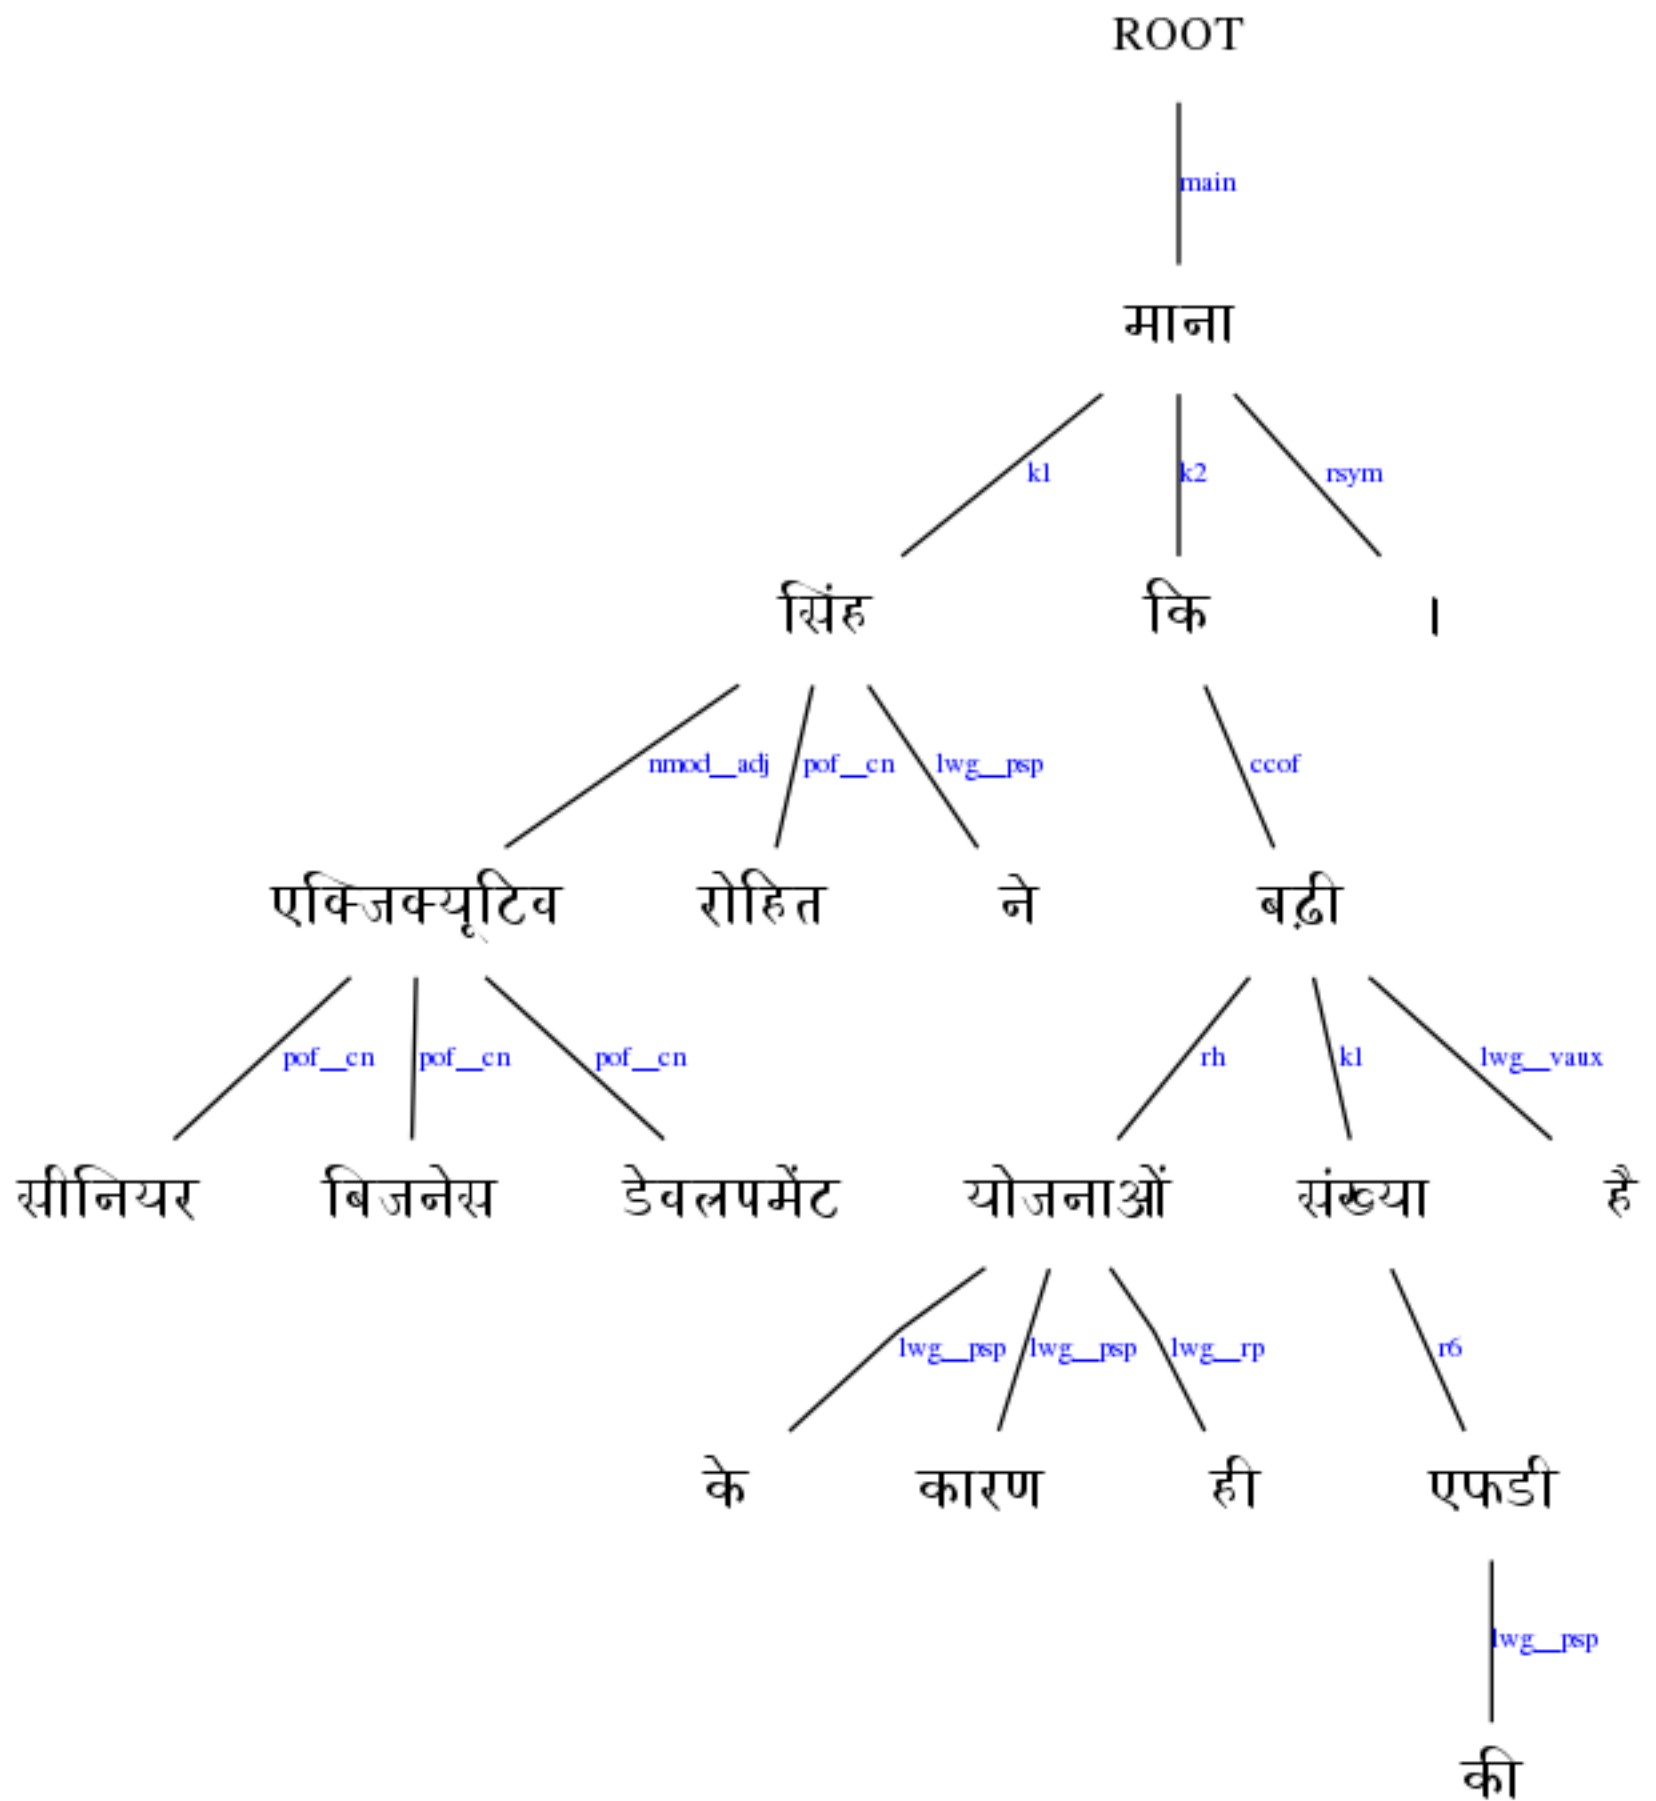 ROOT
main
माना
k1 k2 rsym
सिंह कि ।
nmod__adj pof__cn lwg__psp ccof
एक्जिक्यूटिव रोहित ने बढ़ी
pof__cn pof__cn pof__cn rh k1 lwg__vaux
सीनियर बिजनेस डेवलपमेंट योजनाओं संख्या है
lwg__psp lwg__psp lwg__rp r6
के कारण ही एफडी
lwg__psp
की